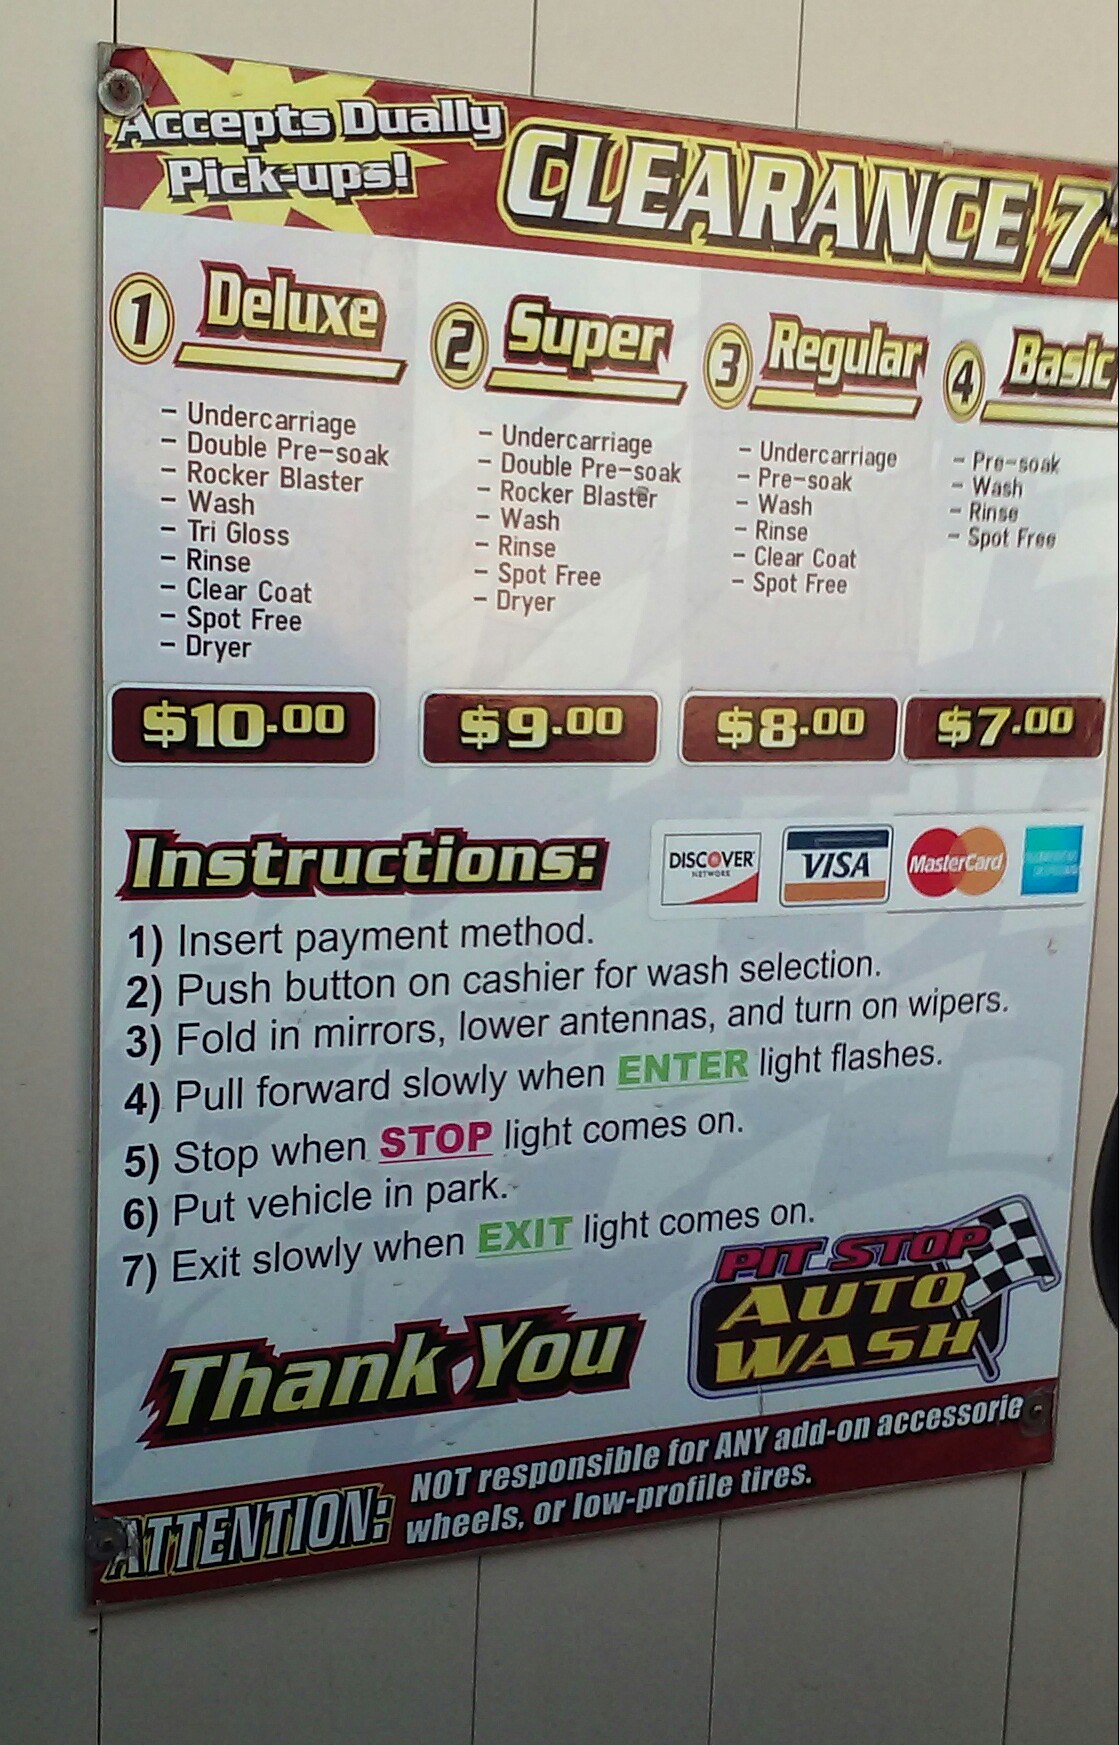 Accepts Dually
Pick-ups!
CLEARANCE 7'
1 Deluxe
- Undercarriage
- Double Pre-soak
- Rocker Blaster
- Wash
- Tri Gloss
- Rinse
- Clear Coat
- Spot Free
- Dryer
$10.00
2 Super
- Undercarriage
- Double Pre-soak
- Rocker Blaster
- Wash
- Rinse
- Spot Free
- Dryer
$9.00
3 Regular
- Undercarriage
- Pre-soak
- Wash
- Rinse
- Clear Coat
- Spot Free
$8.00
4 Basic
- Pre-soak
- Wash
- Rinse
- Spot Free
$7.00
Instructions:
DISCOVER
NETWORK
VISA
MasterCard
1) Insert payment method.
2) Push button on cashier for wash selection.
3) Fold in mirrors, lower antennas, and turn on wipers.
4) Pull forward slowly when ENTER light flashes.
5) Stop when STOP light comes on.
6) Put vehicle in park.
7) Exit slowly when EXIT light comes on.
PIT STOP
AUTO
WASH
Thank You
ATTENTION:
NOT responsible for ANY add-on accessorie
wheels, or low-profile tires.